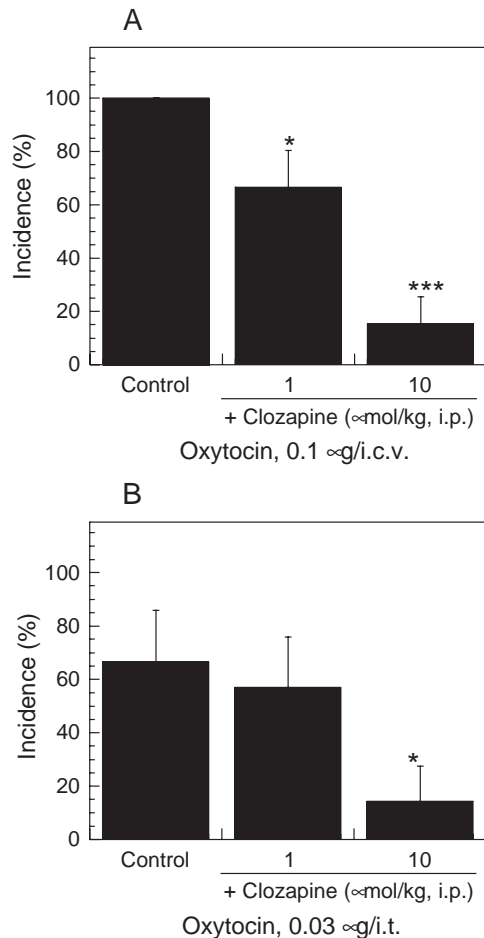 A
Incidence (%)
100
80
60
40
20
0
*
***
Control 1 10
+ Clozapine (∝mol/kg, i.p.)
Oxytocin, 0.1 ∝g/i.c.v.
B
Incidence (%)
100
80
60
40
20
0
*
Control 1 10
+ Clozapine (∝mol/kg, i.p.)
Oxytocin, 0.03 ∝g/i.t.